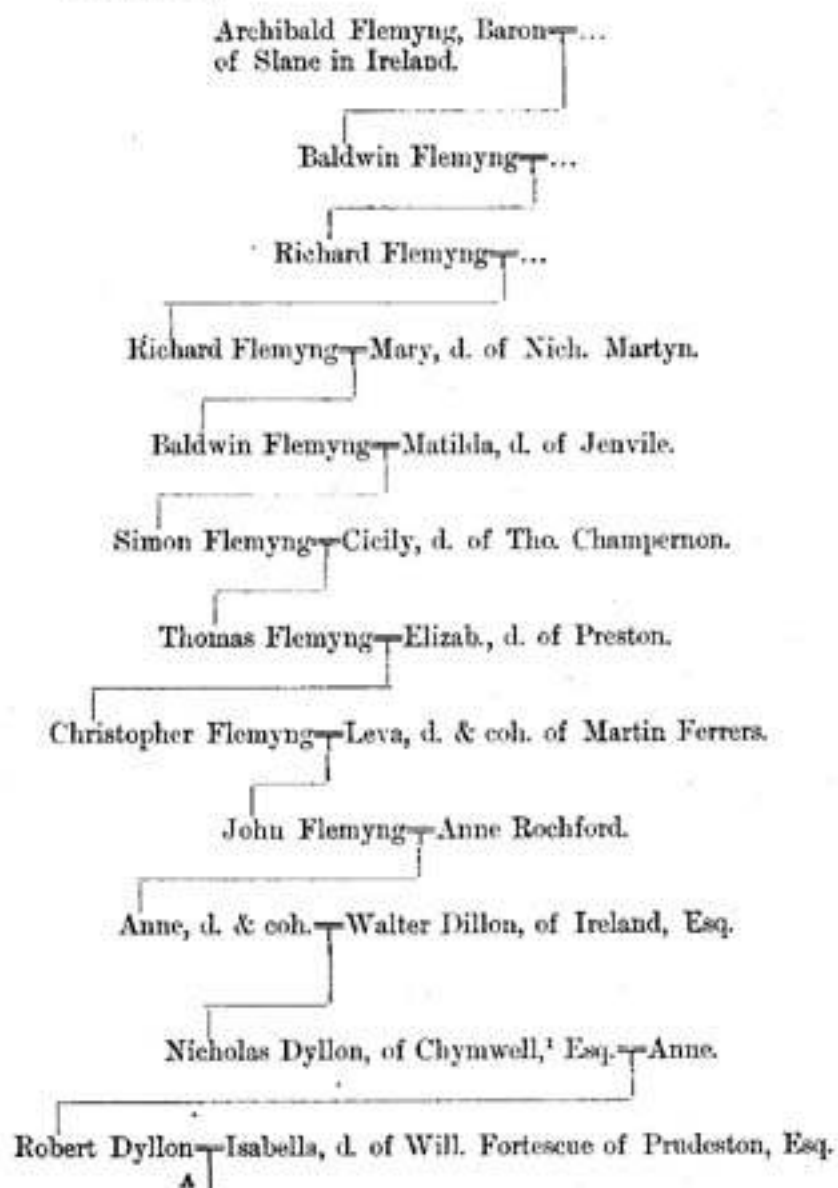 Archibald Flemyng, Baron ...
of Slane in Ireland.
Baldwin Flemyng ...
Richard Flemyng ...
Richard Flemyng Mary, d. of Nich. Martyn.
Baldwin Flemyng Matilda, d. of Jenvile.
Simon Flemyng Cicily, d. of Tho. Champernon.
Thomas Flemyng Elizab., d. of Preston.
Christopher Flemyng Leva, d. & coh. of Martin Ferrers.
John Flemyng Anne Rochford.
Anne, d. & coh. Walter Dillon, of Ireland, Esq.
Nicholas Dyllon, of Chymwell,¹ Esq. Anne.
Robert Dyllon Isabella, d. of Will. Fortescue of Prudeston, Esq.
A